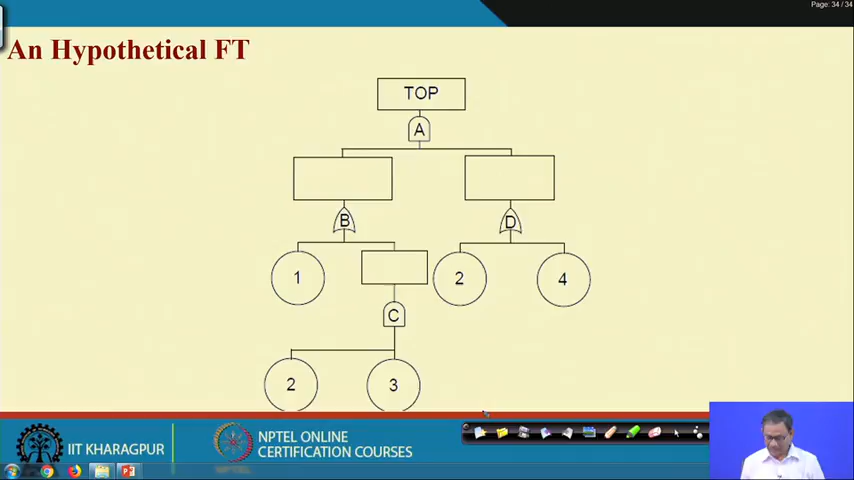 Page: 34 / 34
An Hypothetical FT
TOP
A
B
D
1
2
4
C
2
3
IIT KHARAGPUR
NPTEL ONLINE
CERTIFICATION COURSES